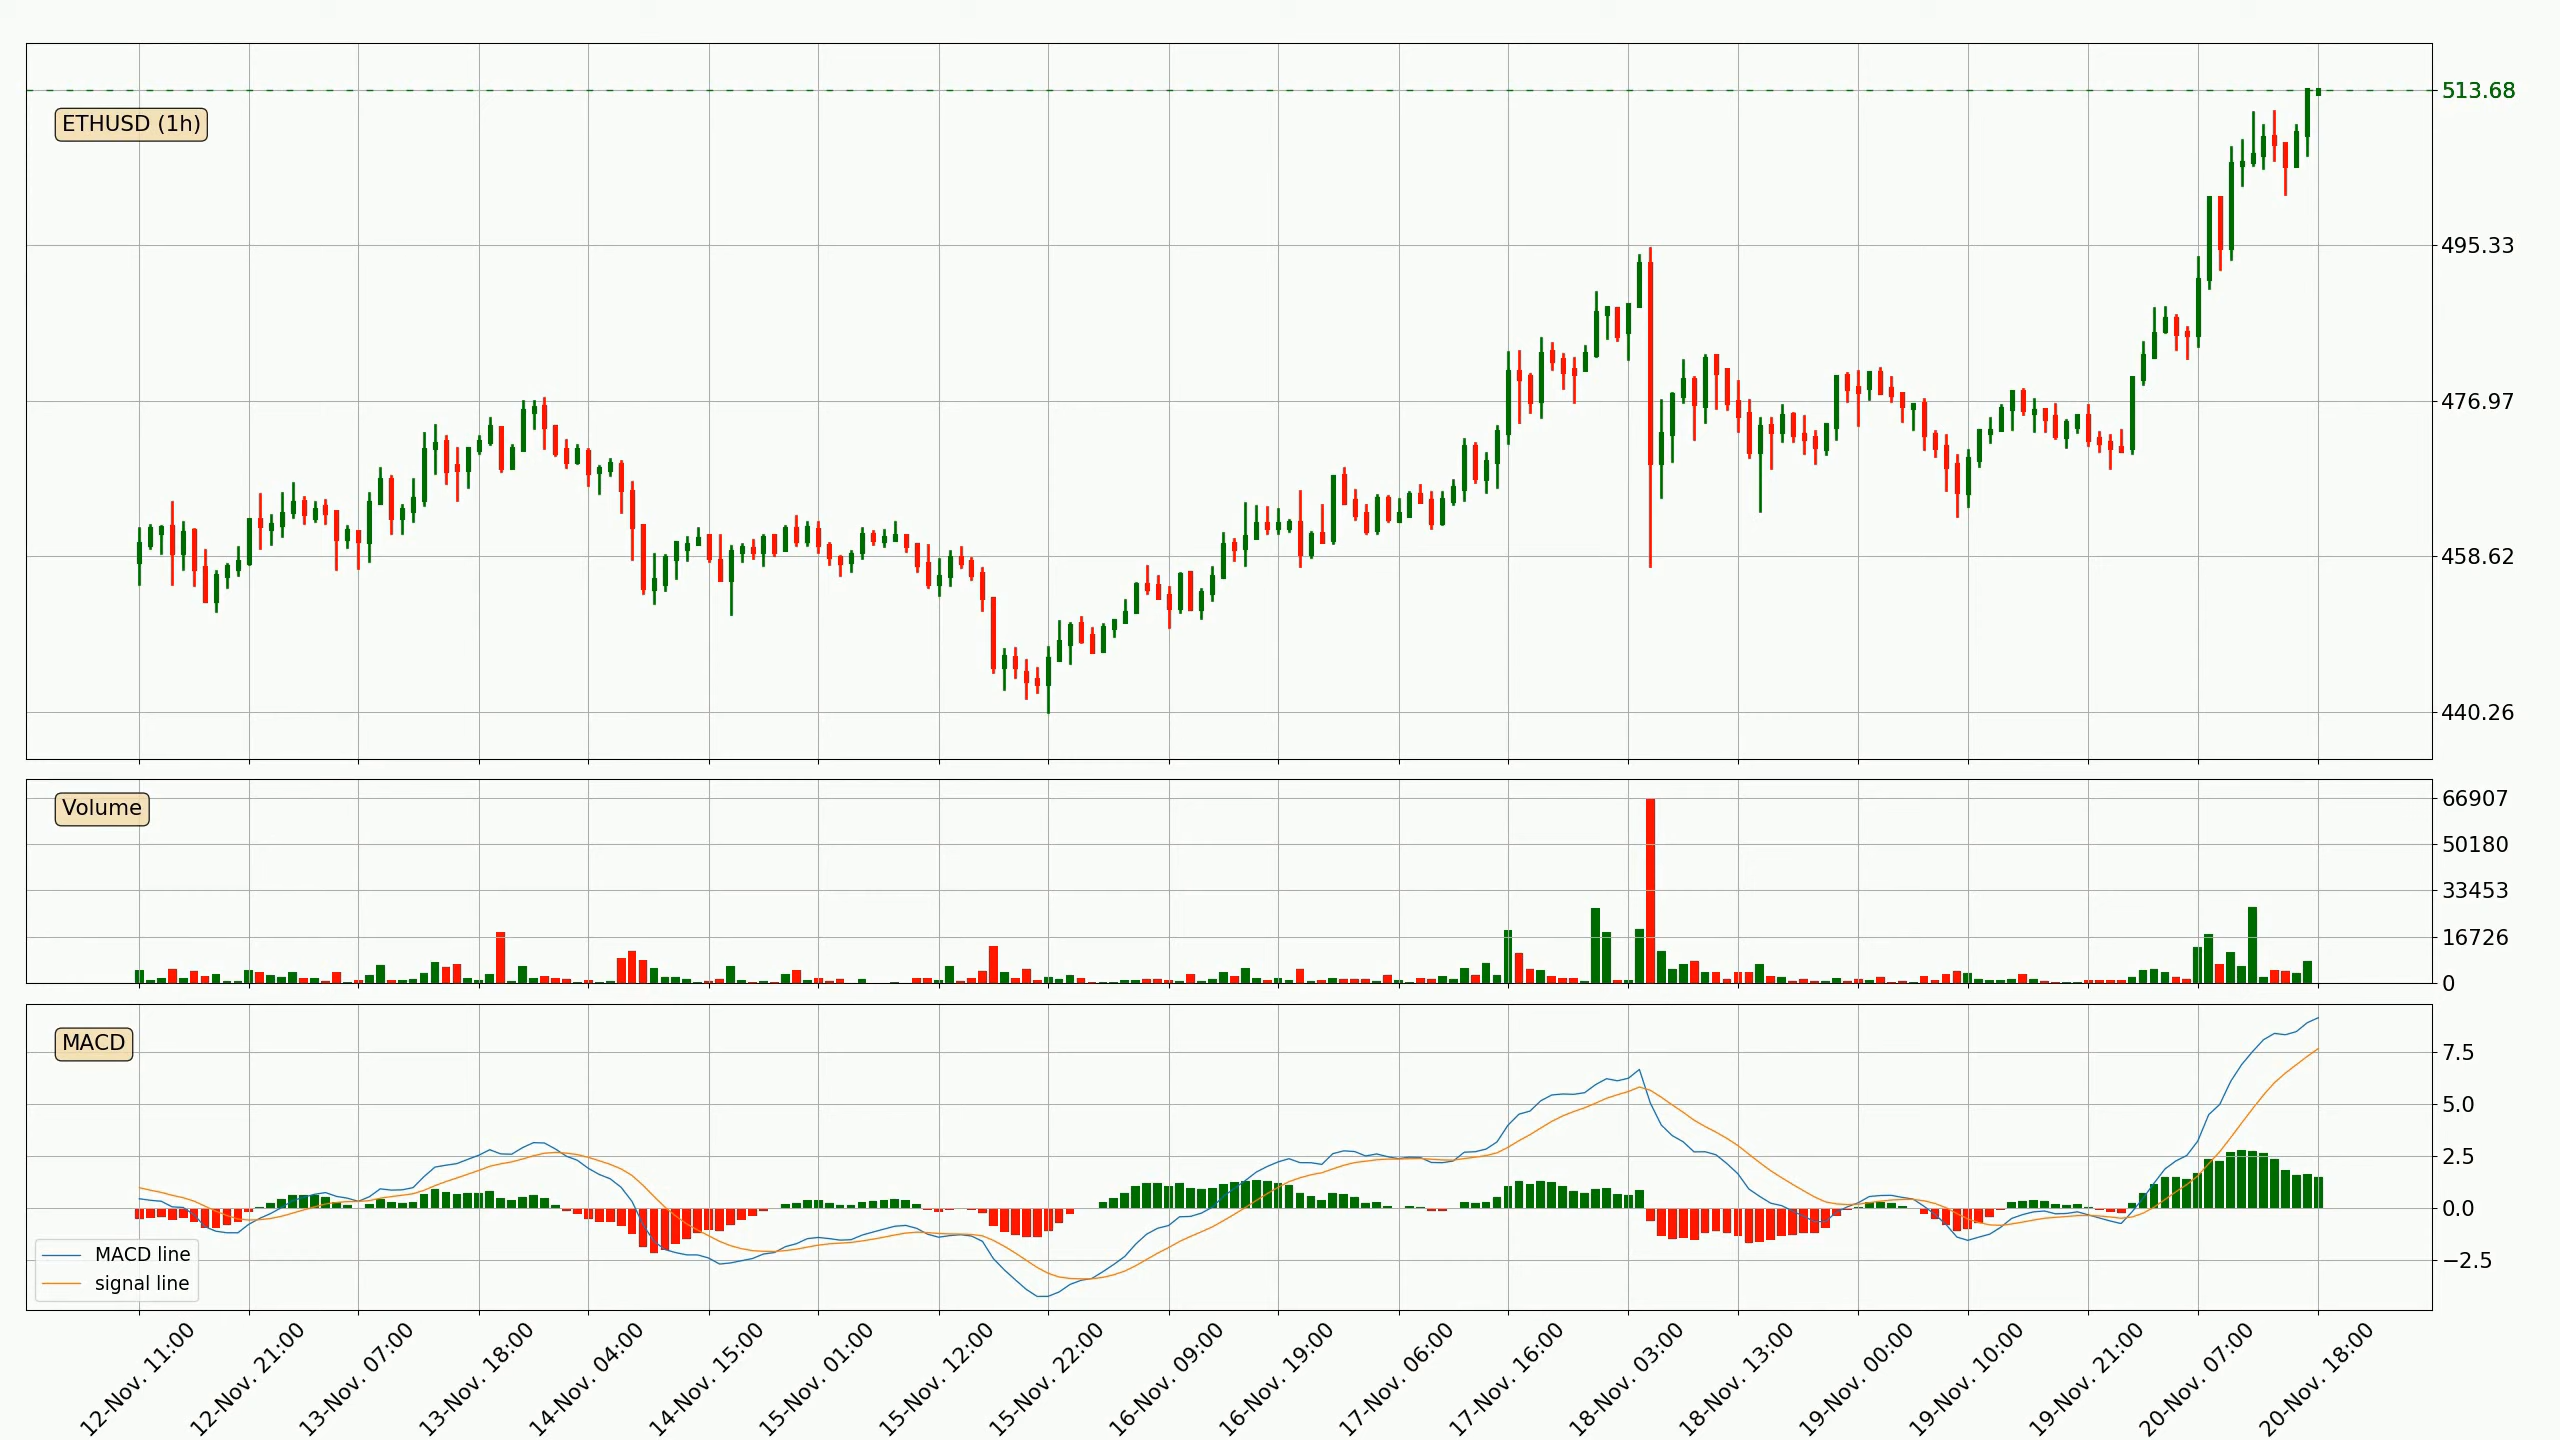 513.68
ETHUSD (1h)
495.33
476.97
458.62
440.26
Volume
66907
50180
33453
16726
0
MACD
7.5
5.0
2.5
0.0
−2.5
MACD line
signal line
12-Nov. 11:00
12-Nov. 21:00
13-Nov. 07:00
13-Nov. 18:00
14-Nov. 04:00
14-Nov. 15:00
15-Nov. 01:00
15-Nov. 12:00
15-Nov. 22:00
16-Nov. 09:00
16-Nov. 19:00
17-Nov. 06:00
17-Nov. 16:00
18-Nov. 03:00
18-Nov. 13:00
19-Nov. 00:00
19-Nov. 10:00
19-Nov. 21:00
20-Nov. 07:00
20-Nov. 18:00